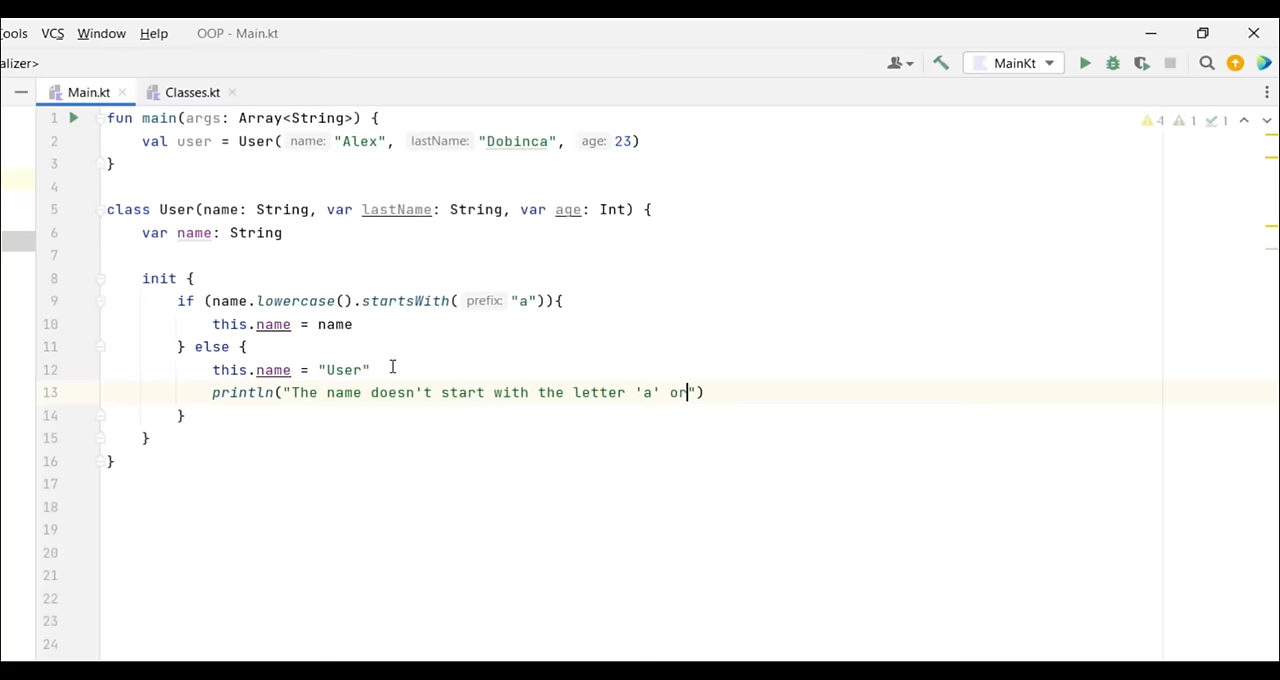 ools VCS Window Help OOP - Main.kt
alizer> MainKt
Main.kt Classes.kt
1 fun main(args: Array<String>) { 4 1 1
2 val user = User( name: "Alex", lastName: "Dobinca", age: 23)
3 }
4
5 class User(name: String, var lastName: String, var age: Int) {
6 var name: String
7
8 init {
9 if (name.lowercase().startsWith( prefix: "a")){
10 this.name = name
11 } else {
12 this.name = "User"
13 println("The name doesn't start with the letter 'a' or")
14 }
15 }
16 }
17
18
19
20
21
22
23
24